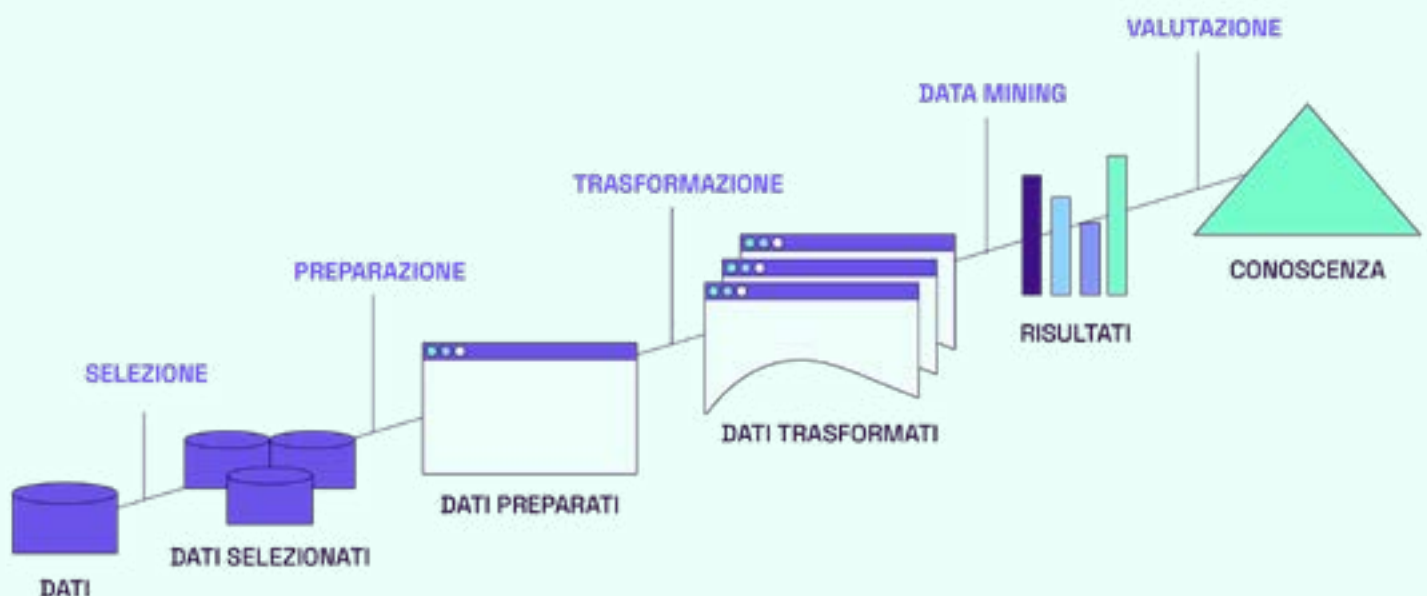 VALUTAZIONE
DATA MINING
TRASFORMAZIONE
PREPARAZIONE
SELEZIONE
DATI
DATI SELEZIONATI
DATI PREPARATI
DATI TRASFORMATI
RISULTATI
CONOSCENZA